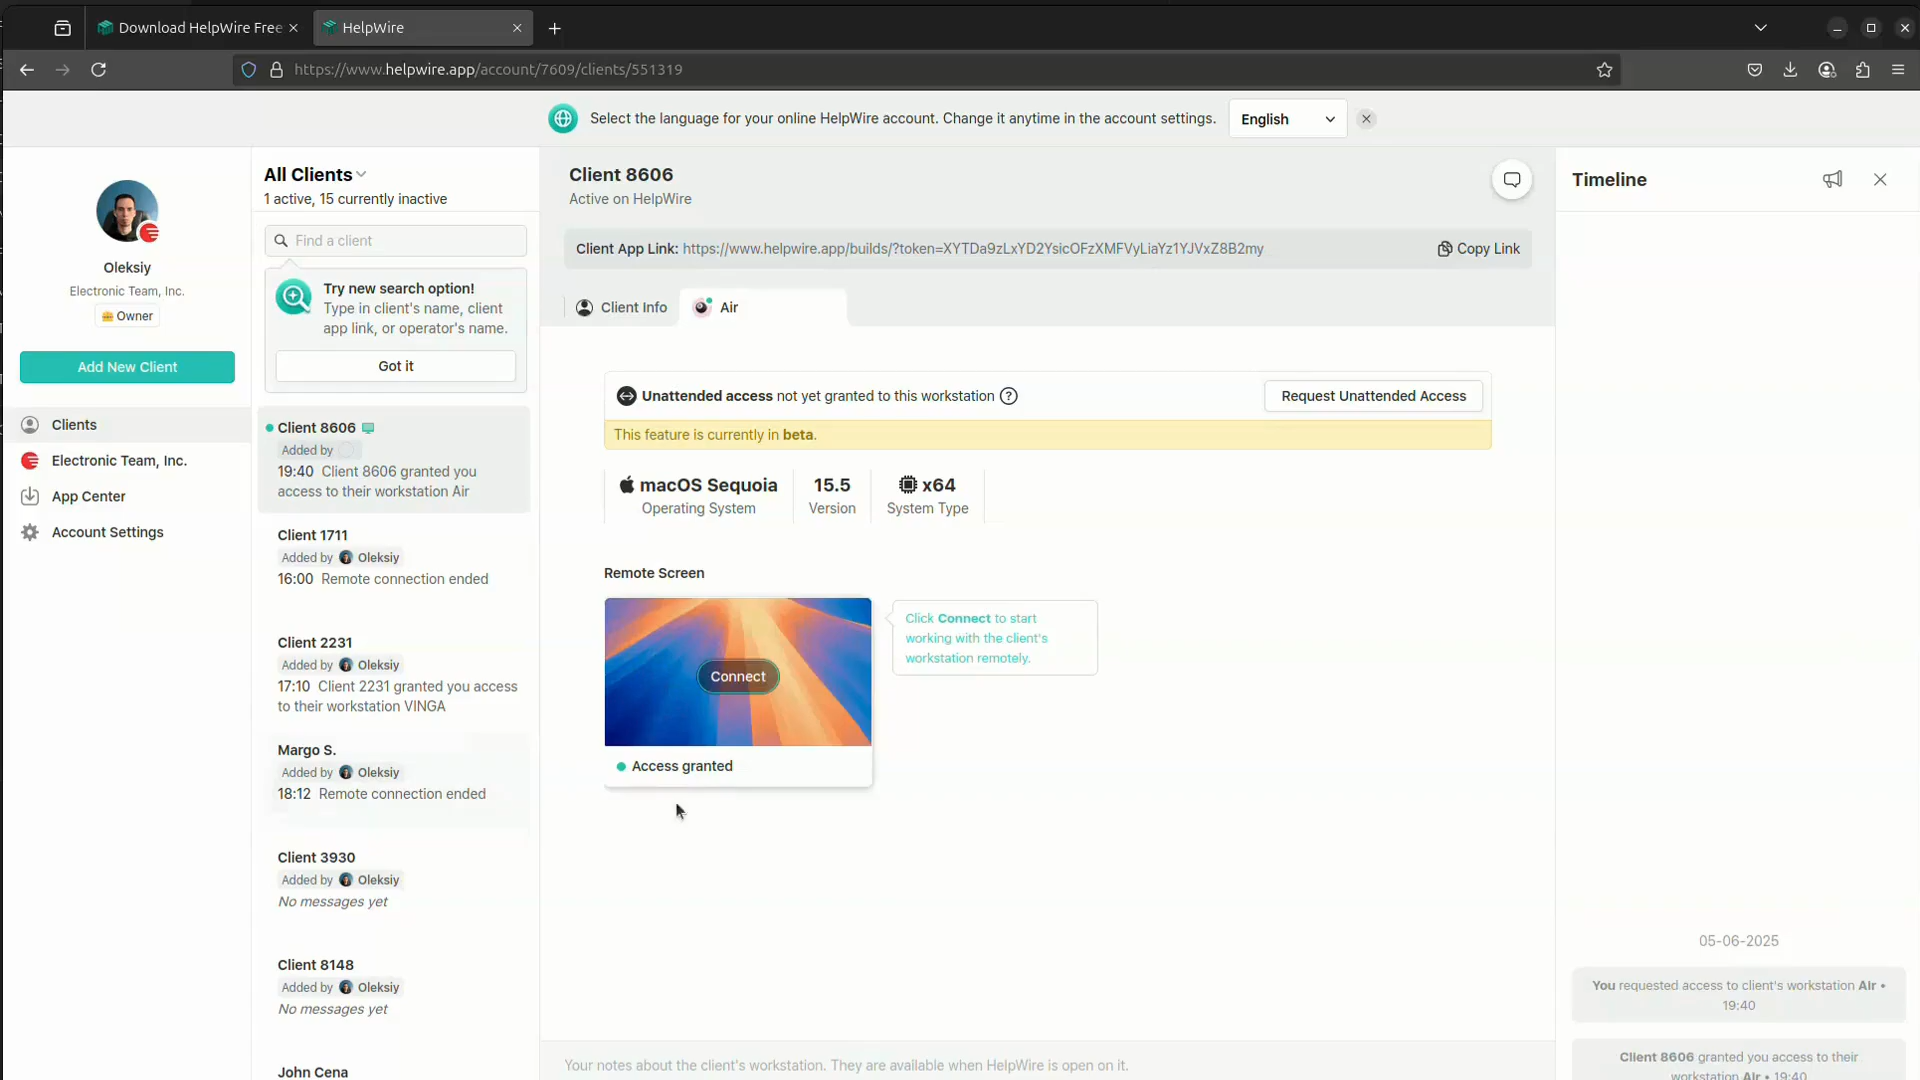 Download HelpWire Free
HelpWire
https://www.helpwire.app/account/7609/clients/551319
Select the language for your online HelpWire account. Change it anytime in the account settings.
English
Oleksiy
Electronic Team, Inc.
Owner
Add New Client
Clients
Electronic Team, Inc.
App Center
Account Settings
All Clients
1 active, 15 currently inactive
Find a client
Try new search option!
Type in client's name, client
app link, or operator's name.
Got it
Client 8606
Added by
19:40 Client 8606 granted you
access to their workstation Air
Client 1711
Added by Oleksiy
16:00 Remote connection ended
Client 2231
Added by Oleksiy
17:10 Client 2231 granted you access
to their workstation VINGA
Margo S.
Added by Oleksiy
18:12 Remote connection ended
Client 3930
Added by Oleksiy
No messages yet
Client 8148
Added by Oleksiy
No messages yet
John Cena
Client 8606
Active on HelpWire
Client App Link: https://www.helpwire.app/builds/?token=XYTDa9zLxYD2YsicOFzXMFVyLiaYz1YJVxZ8B2my
Copy Link
Client Info
Air
Unattended access not yet granted to this workstation
Request Unattended Access
This feature is currently in beta.
macOS Sequoia
Operating System
15.5
Version
x64
System Type
Remote Screen
Connect
Access granted
Click Connect to start
working with the client's
workstation remotely.
Your notes about the client's workstation. They are available when HelpWire is open on it.
Timeline
05-06-2025
You requested access to client's workstation Air •
19:40
Client 8606 granted you access to their
workstation Air • 19:40